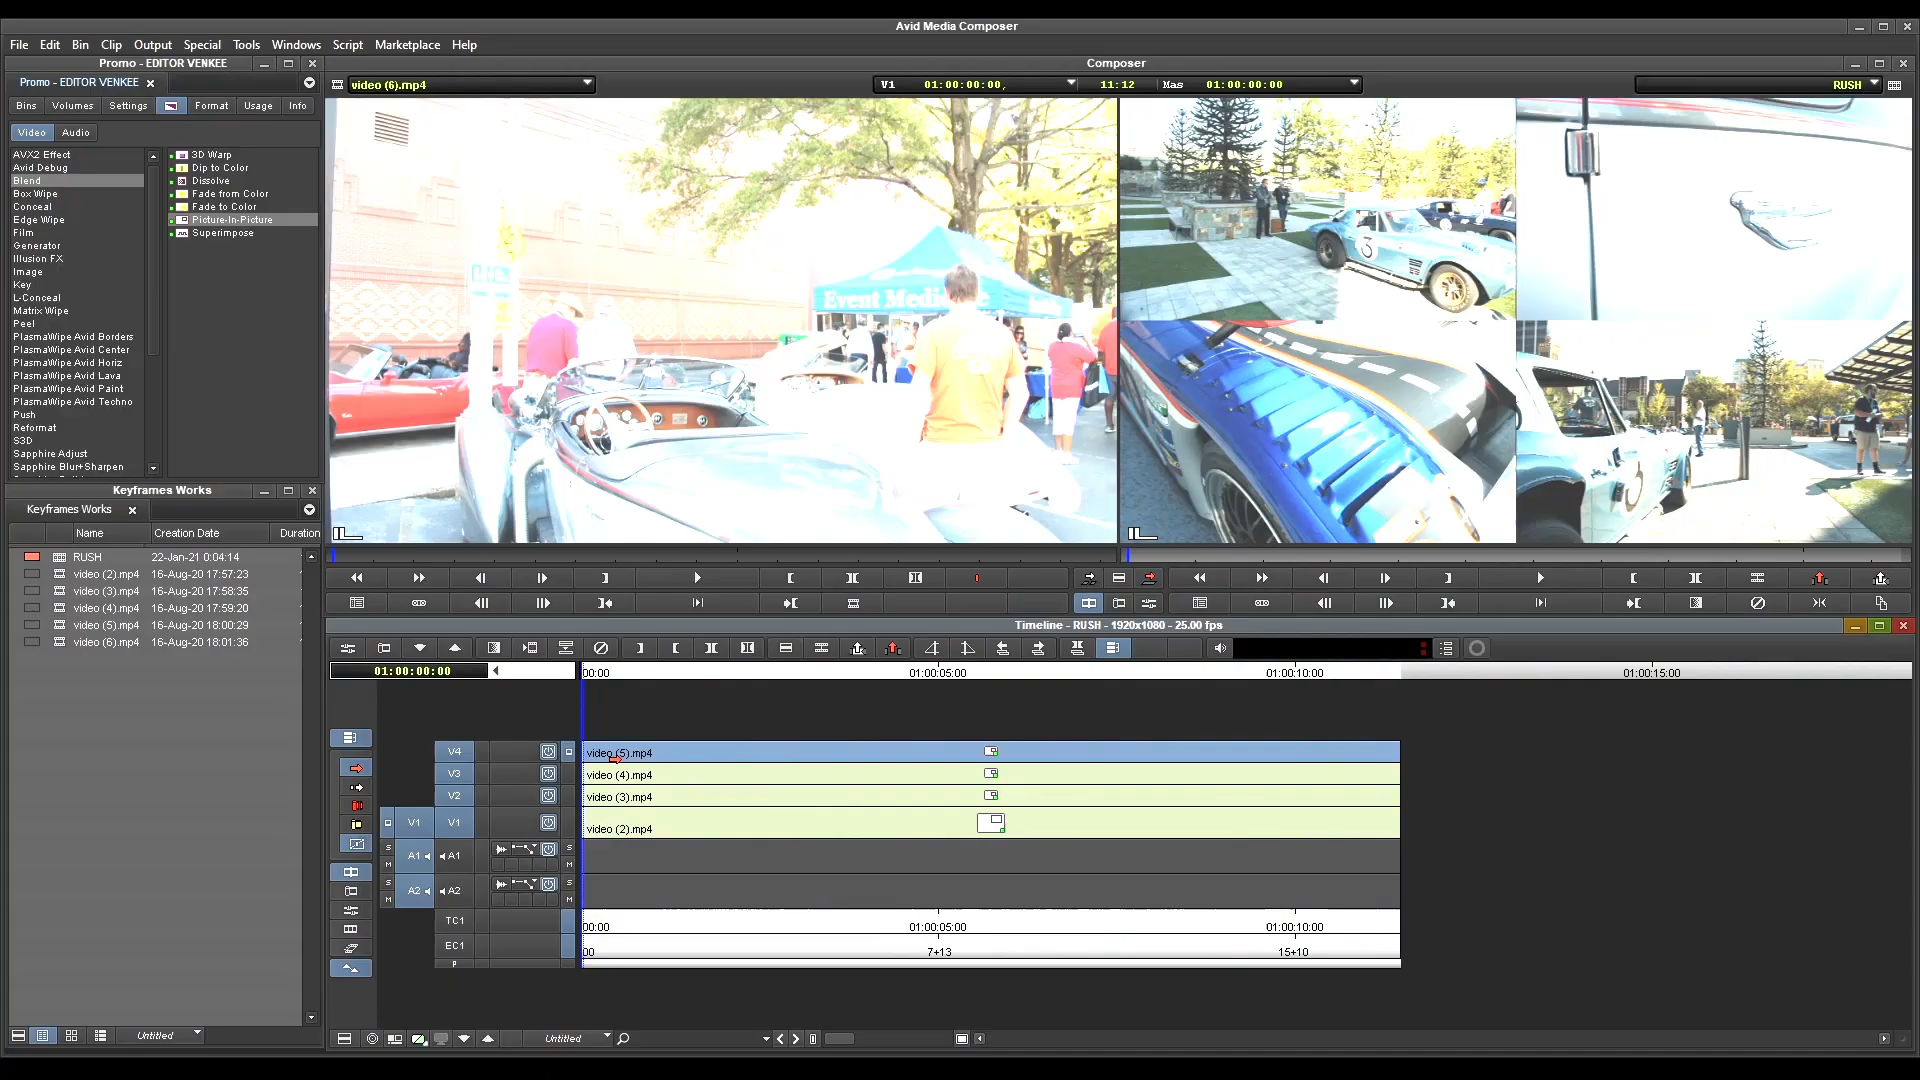 Avid Media Composer
File Edit Bin Clip Output Special Tools Windows Script Marketplace Help
Promo - EDITOR VENKEE
Composer
Promo - EDITOR VENKEE
video (6).mp4
V1 01:00:00:00, 11:12 Mas 01:00:00:00
RUSH
Bins Volumes Settings Format Usage Info
Video Audio
AVX2 Effect
Avid Debug
Blend
Box Wipe
Conceal
Edge Wipe
Film
Generator
Illusion FX
Image
Key
L-Conceal
Matrix Wipe
Peel
PlasmaWipe Avid Borders
PlasmaWipe Avid Center
PlasmaWipe Avid Horiz
PlasmaWipe Avid Lava
PlasmaWipe Avid Paint
PlasmaWipe Avid Techno
Push
Reformat
S3D
Sapphire Adjust
Sapphire Blur+Sharpen
3D Warp
Dip to Color
Dissolve
Fade from Color
Fade to Color
Picture-In-Picture
Superimpose
Event Medic
3
Keyframes Works
Keyframes Works
Name Creation Date Duration
RUSH 22-Jan-21 0:04:14
video (2).mp4 16-Aug-20 17:57:23
video (3).mp4 16-Aug-20 17:58:35
video (4).mp4 16-Aug-20 17:59:20
video (5).mp4 16-Aug-20 18:00:29
video (6).mp4 16-Aug-20 18:01:36
Untitled
Timeline - RUSH - 1920x1080 - 25.00 fps
01:00:00:00
00:00 01:00:05:00 01:00:10:00 01:00:15:00
V4 video (5).mp4
V3 video (4).mp4
V2 video (3).mp4
V1 V1 video (2).mp4
S A1 A1 S
M M
S A2 A2 S
M M
TC1 00:00 01:00:05:00 01:00:10:00
EC1 00 7+13 15+10
P
Untitled